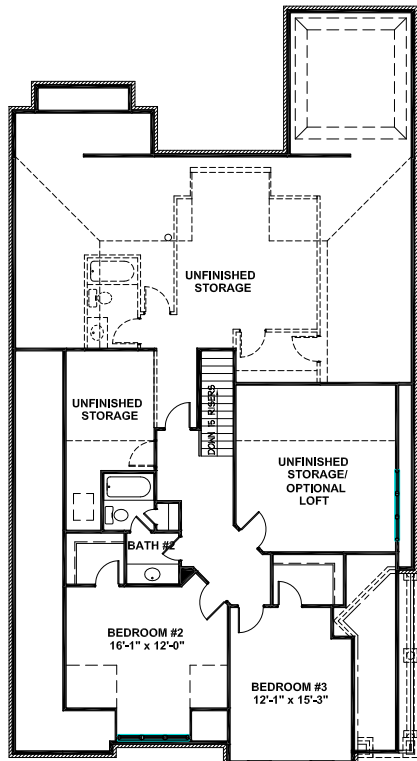 UNFINISHED
STORAGE
UNFINISHED
STORAGE
DOWN 15 RISERS
UNFINISHED
STORAGE/
OPTIONAL
LOFT
BATH #2
BEDROOM #2
16'-1" x 12'-0"
BEDROOM #3
12'-1" x 15'-3"